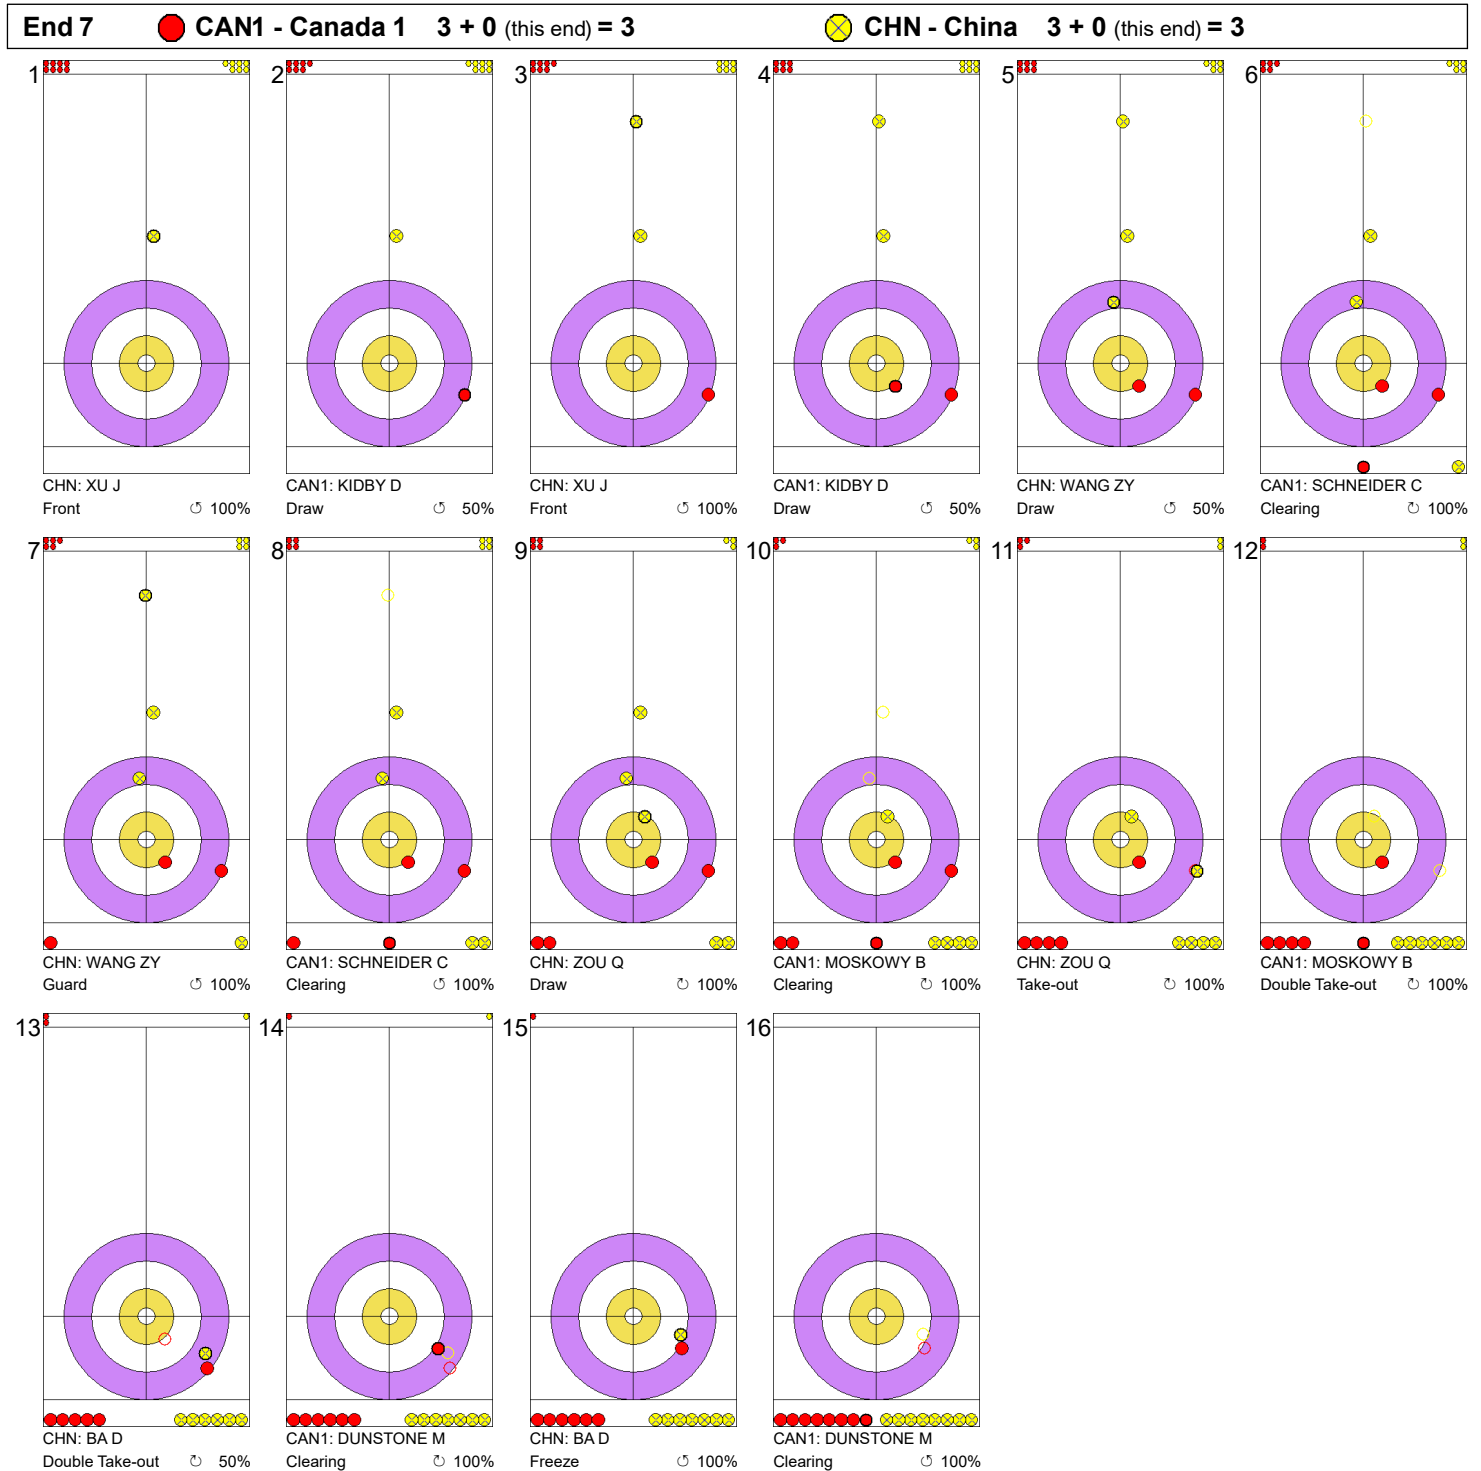 End 7 CAN1 - Canada 1 3 + 0 (this end) = 3 CHN - China 3 + 0 (this end) = 3
1 2 3 4 5 6
CHN: XU J CAN1: KIDBY D CHN: XU J CAN1: KIDBY D CHN: WANG ZY CAN1: SCHNEIDER C
Front ↺ 100% Draw ↺ 50% Front ↺ 100% Draw ↺ 50% Draw ↺ 50% Clearing ↻ 100%
7 8 9 10 11 12
CHN: WANG ZY CAN1: SCHNEIDER C CHN: ZOU Q CAN1: MOSKOWY B CHN: ZOU Q CAN1: MOSKOWY B
Guard ↺ 100% Clearing ↺ 100% Draw ↻ 100% Clearing ↻ 100% Take-out ↻ 100% Double Take-out ↻ 100%
13 14 15 16
CHN: BA D CAN1: DUNSTONE M CHN: BA D CAN1: DUNSTONE M
Double Take-out ↻ 50% Clearing ↻ 100% Freeze ↺ 100% Clearing ↺ 100%